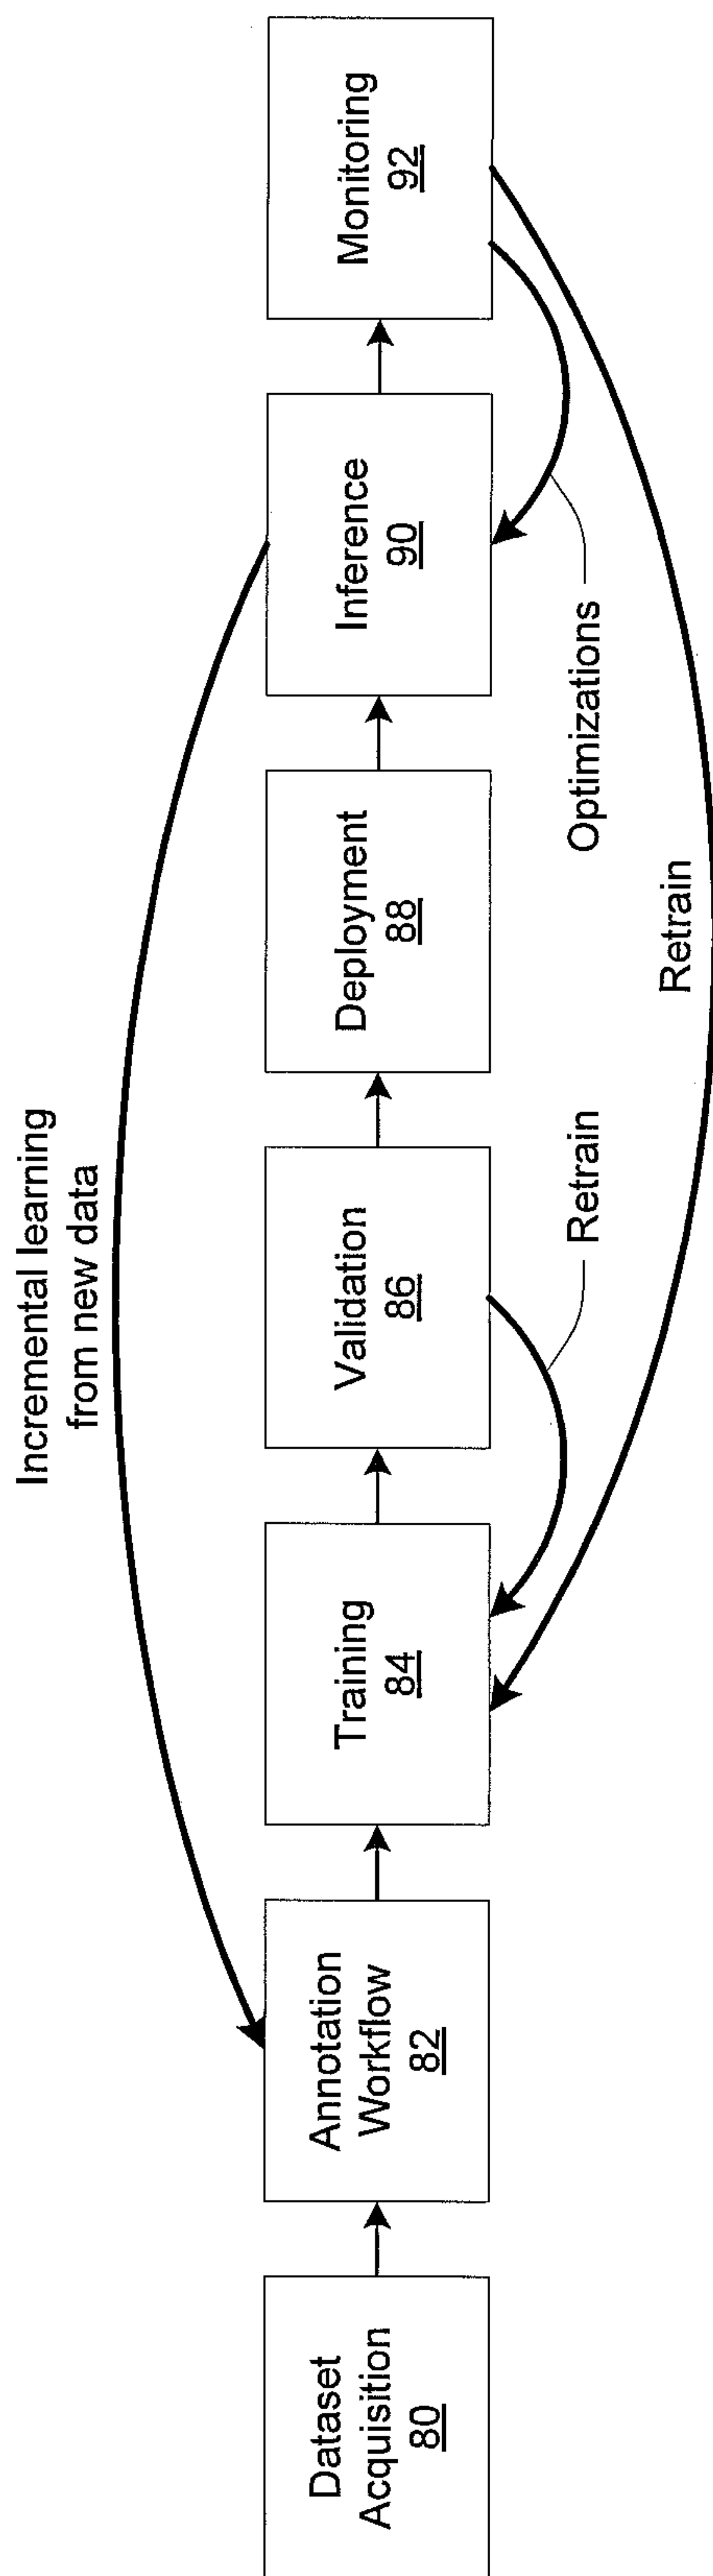 Incremental learning
from new data
Dataset
Acquisition
80
Annotation
Workflow
82
Training
84
Validation
86
Deployment
88
Inference
90
Monitoring
92
Retrain
Optimizations
Retrain